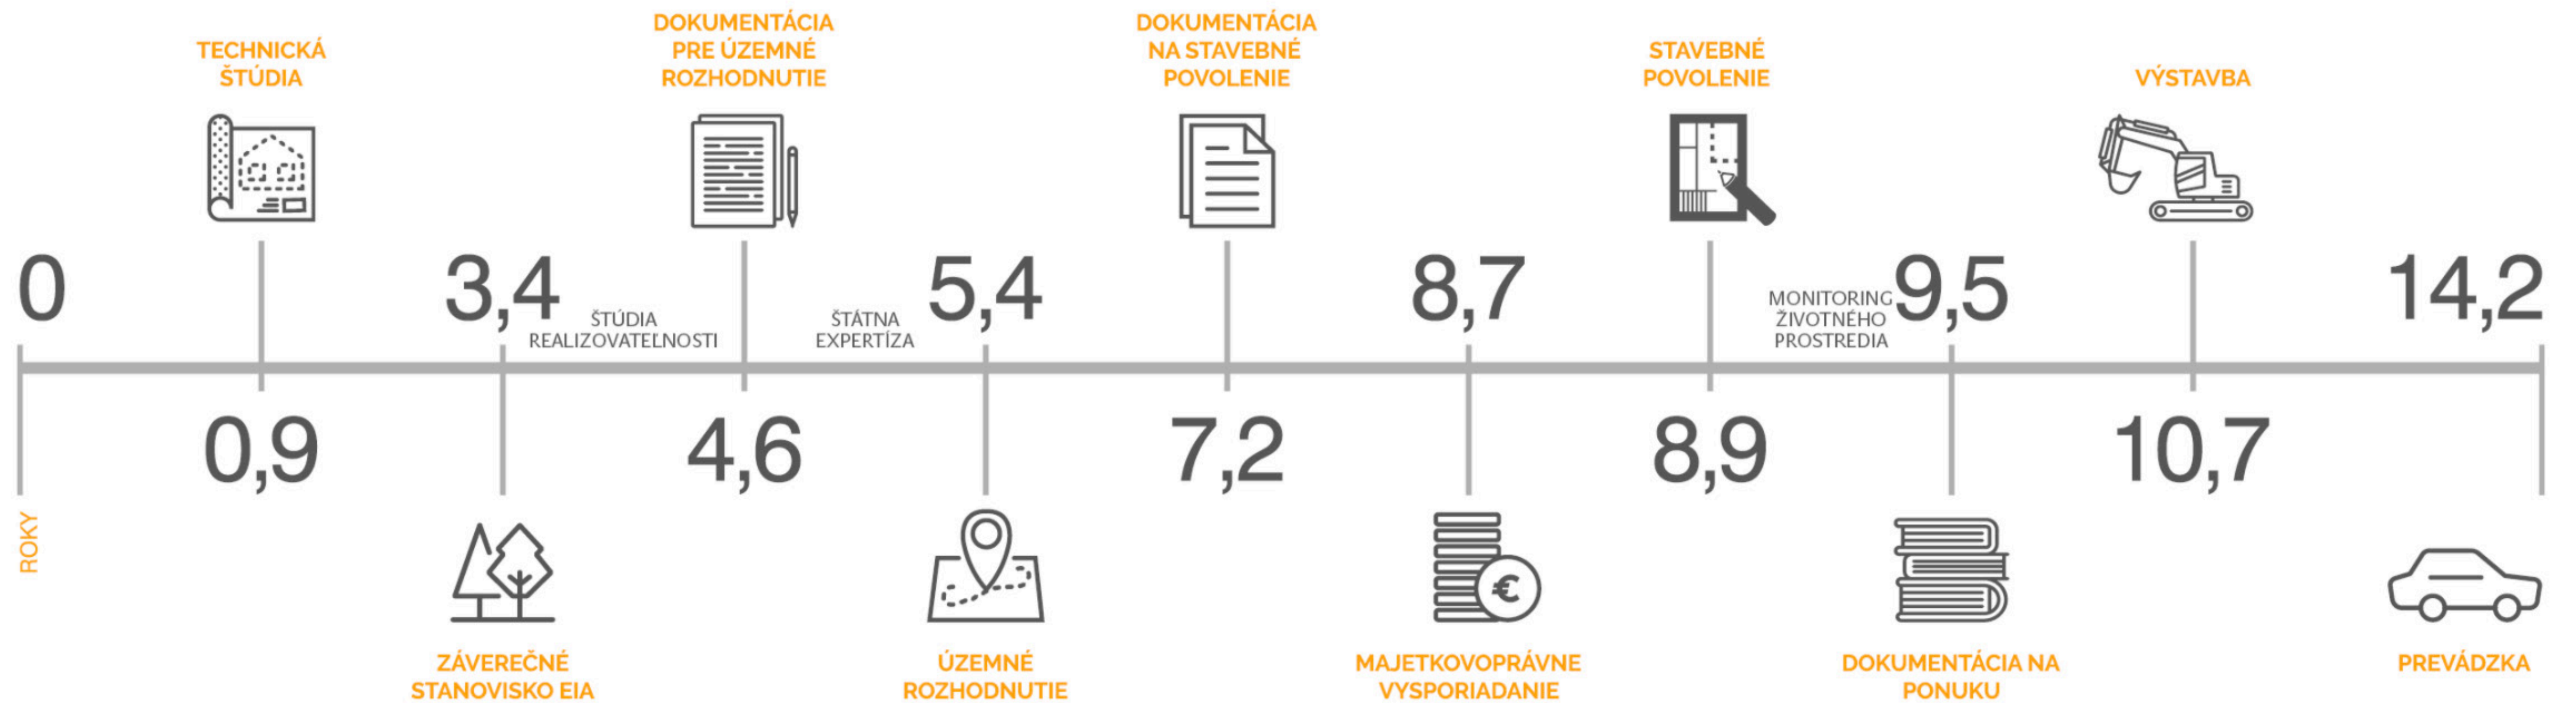 TECHNICKÁ
ŠTÚDIA
DOKUMENTÁCIA
PRE ÚZEMNÉ
ROZHODNUTIE
DOKUMENTÁCIA
NA STAVEBNÉ
POVOLENIE
STAVEBNÉ
POVOLENIE
VÝSTAVBA
0
3,4
ŠTÚDIA
REALIZOVATEĽNOSTI
ŠTÁTNA
EXPERTÍZA
5,4
8,7
MONITORING
ŽIVOTNÉHO
PROSTREDIA
9,5
14,2
0,9
4,6
7,2
8,9
10,7
ROKY
€
ZÁVEREČNÉ
STANOVISKO EIA
ÚZEMNÉ
ROZHODNUTIE
MAJETKOVOPRÁVNE
VYSPORIADANIE
DOKUMENTÁCIA NA
PONUKU
PREVÁDZKA